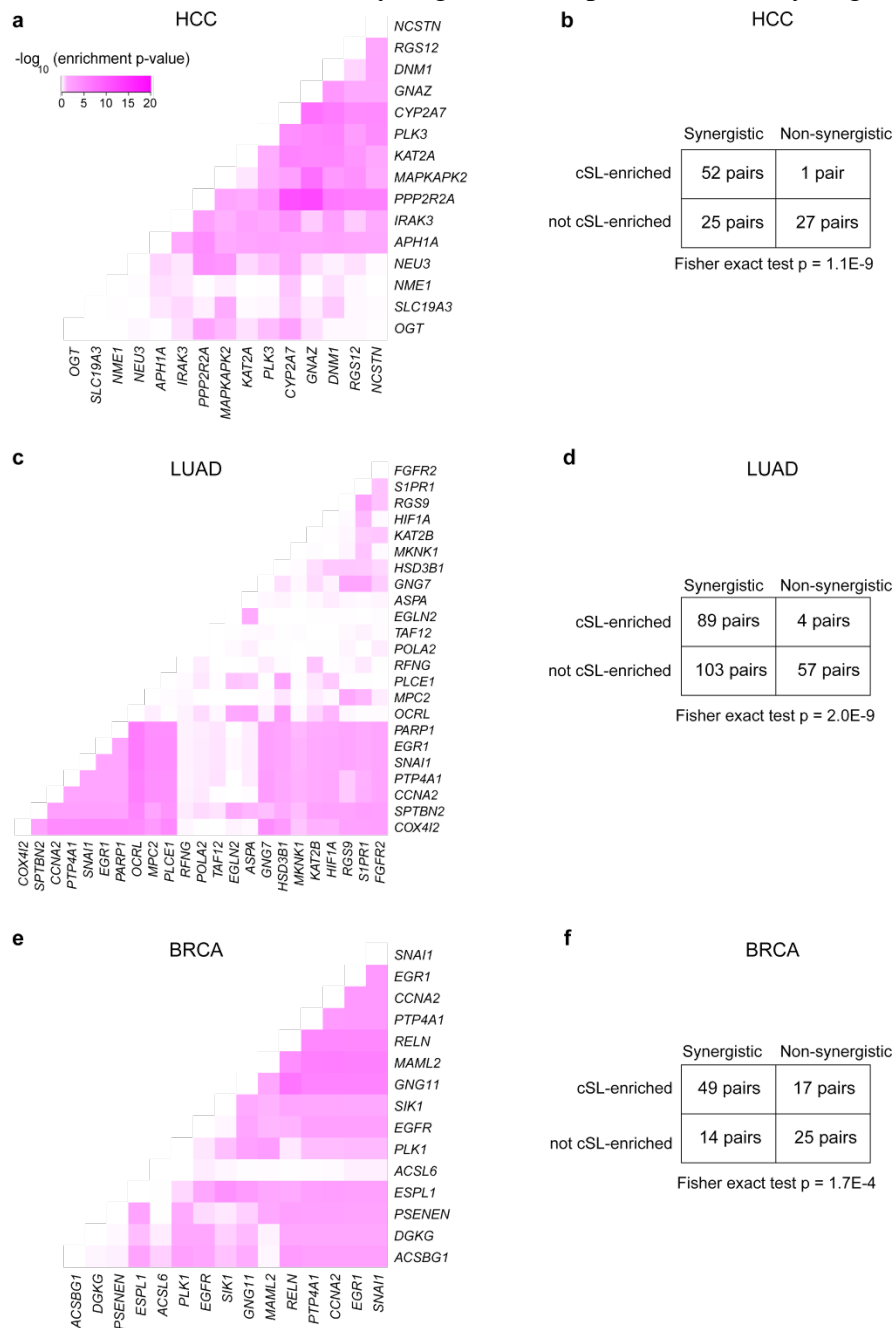 a
HCC
-log10 (enrichment p-value)
0 5 10 15 20
NCSTN
RGS12
DNM1
GNAZ
CYP2A7
PLK3
KAT2A
MAPKAPK2
PPP2R2A
IRAK3
APH1A
NEU3
NME1
SLC19A3
OGT
OGT
SLC19A3
NME1
NEU3
APH1A
IRAK3
PPP2R2A
MAPKAPK2
KAT2A
PLK3
CYP2A7
GNAZ
DNM1
RGS12
NCSTN
b
HCC
Synergistic Non-synergistic
cSL-enriched 52 pairs 1 pair
not cSL-enriched 25 pairs 27 pairs
Fisher exact test p = 1.1E-9
c
LUAD
FGFR2
S1PR1
RGS9
HIF1A
KAT2B
MKNK1
HSD3B1
GNG7
ASPA
EGLN2
TAF12
POLA2
RFNG
PLCE1
MPC2
OCRL
PARP1
EGR1
SNAI1
PTP4A1
CCNA2
SPTBN2
COX4I2
COX4I2
SPTBN2
CCNA2
PTP4A1
SNAI1
EGR1
PARP1
OCRL
MPC2
PLCE1
RFNG
POLA2
TAF12
EGLN2
ASPA
GNG7
HSD3B1
MKNK1
KAT2B
HIF1A
RGS9
S1PR1
FGFR2
d
LUAD
Synergistic Non-synergistic
cSL-enriched 89 pairs 4 pairs
not cSL-enriched 103 pairs 57 pairs
Fisher exact test p = 2.0E-9
e
BRCA
SNAI1
EGR1
CCNA2
PTP4A1
RELN
MAML2
GNG11
SIK1
EGFR
PLK1
ACSL6
ESPL1
PSENEN
DGKG
ACSBG1
ACSBG1
DGKG
PSENEN
ESPL1
ACSL6
PLK1
EGFR
SIK1
GNG11
MAML2
RELN
PTP4A1
CCNA2
EGR1
SNAI1
f
BRCA
Synergistic Non-synergistic
cSL-enriched 49 pairs 17 pairs
not cSL-enriched 14 pairs 25 pairs
Fisher exact test p = 1.7E-4